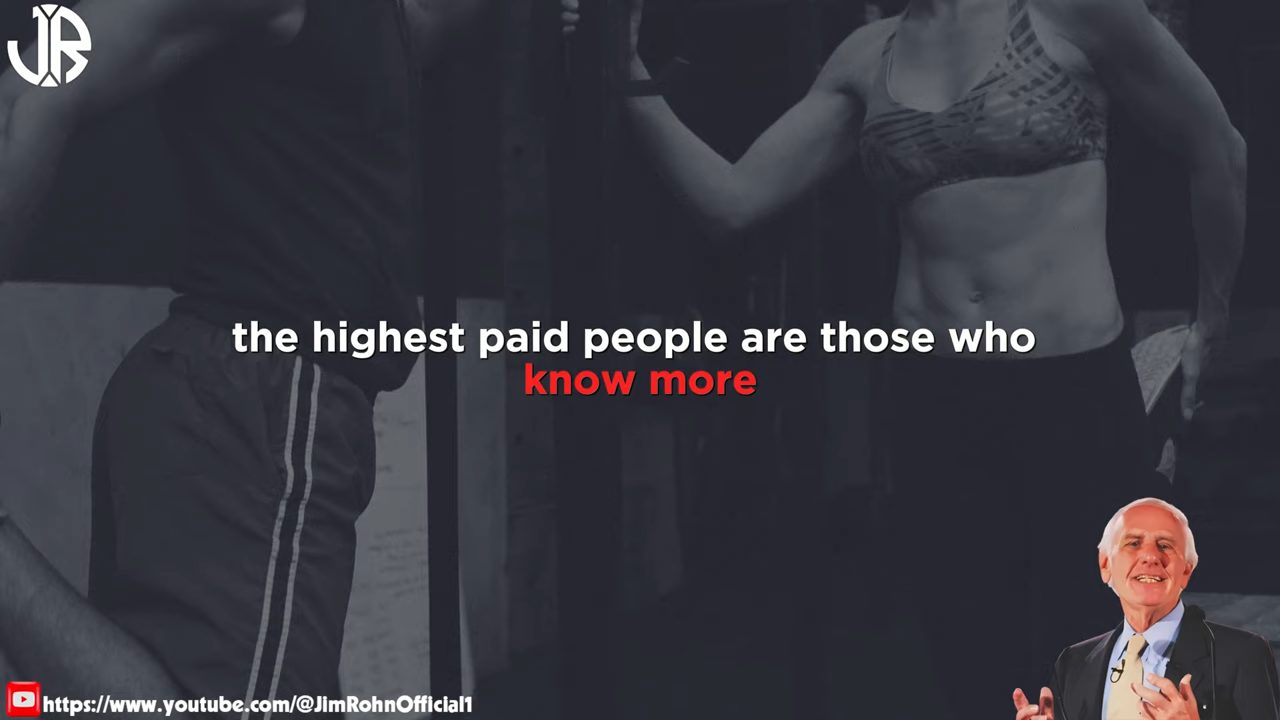 JR
the highest paid people are those who
know more
https://www.youtube.com/@JimRohnOfficial1